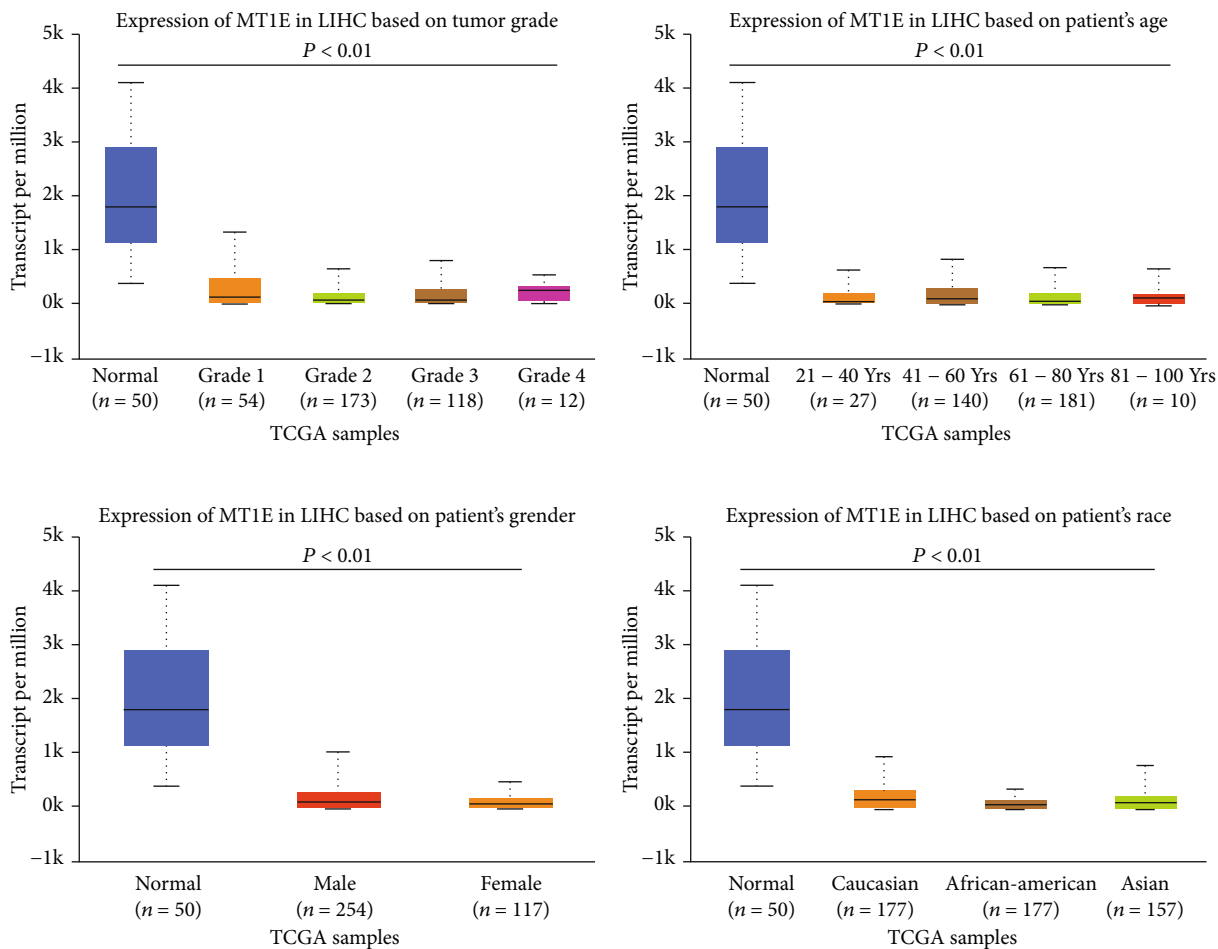 Expression of MT1E in LIHC based on tumor grade
P < 0.01
Transcript per million
5k
4k
3k
2k
1k
0k
−1k
Normal Grade 1 Grade 2 Grade 3 Grade 4
(n = 50) (n = 54) (n = 173) (n = 118) (n = 12)
TCGA samples
Expression of MT1E in LIHC based on patient's age
P < 0.01
Transcript per million
5k
4k
3k
2k
1k
0k
−1k
Normal 21 – 40 Yrs 41 – 60 Yrs 61 – 80 Yrs 81 – 100 Yrs
(n = 50) (n = 27) (n = 140) (n = 181) (n = 10)
TCGA samples
Expression of MT1E in LIHC based on patient's grender
P < 0.01
Transcript per million
5k
4k
3k
2k
1k
0k
−1k
Normal Male Female
(n = 50) (n = 254) (n = 117)
TCGA samples
Expression of MT1E in LIHC based on patient's race
P < 0.01
Transcript per million
5k
4k
3k
2k
1k
0k
−1k
Normal Caucasian African-american Asian
(n = 50) (n = 177) (n = 177) (n = 157)
TCGA samples